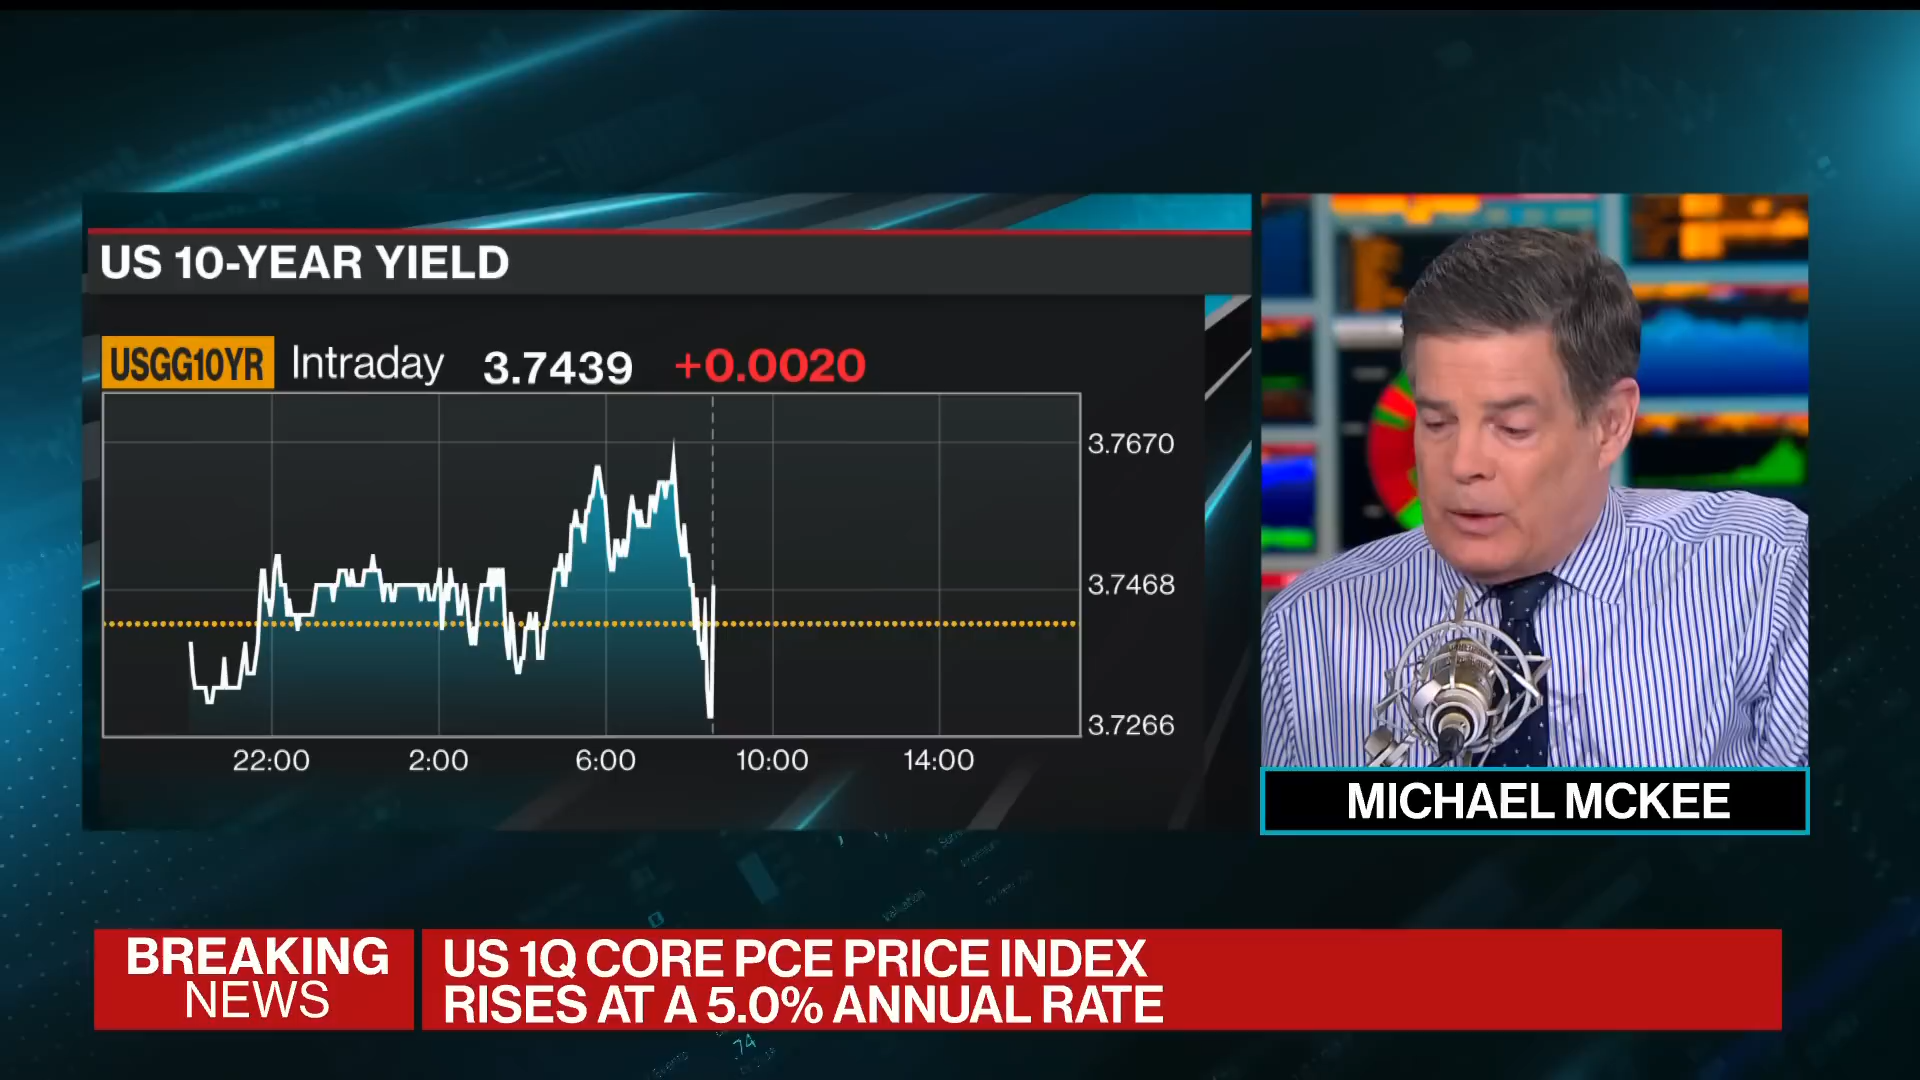 US 10-YEAR YIELD
USGG10YR Intraday 3.7439 +0.0020
3.7670
3.7468
3.7266
22:00 2:00 6:00 10:00 14:00
MICHAEL MCKEE
BREAKING
NEWS
US 1Q CORE PCE PRICE INDEX
RISES AT A 5.0% ANNUAL RATE
74